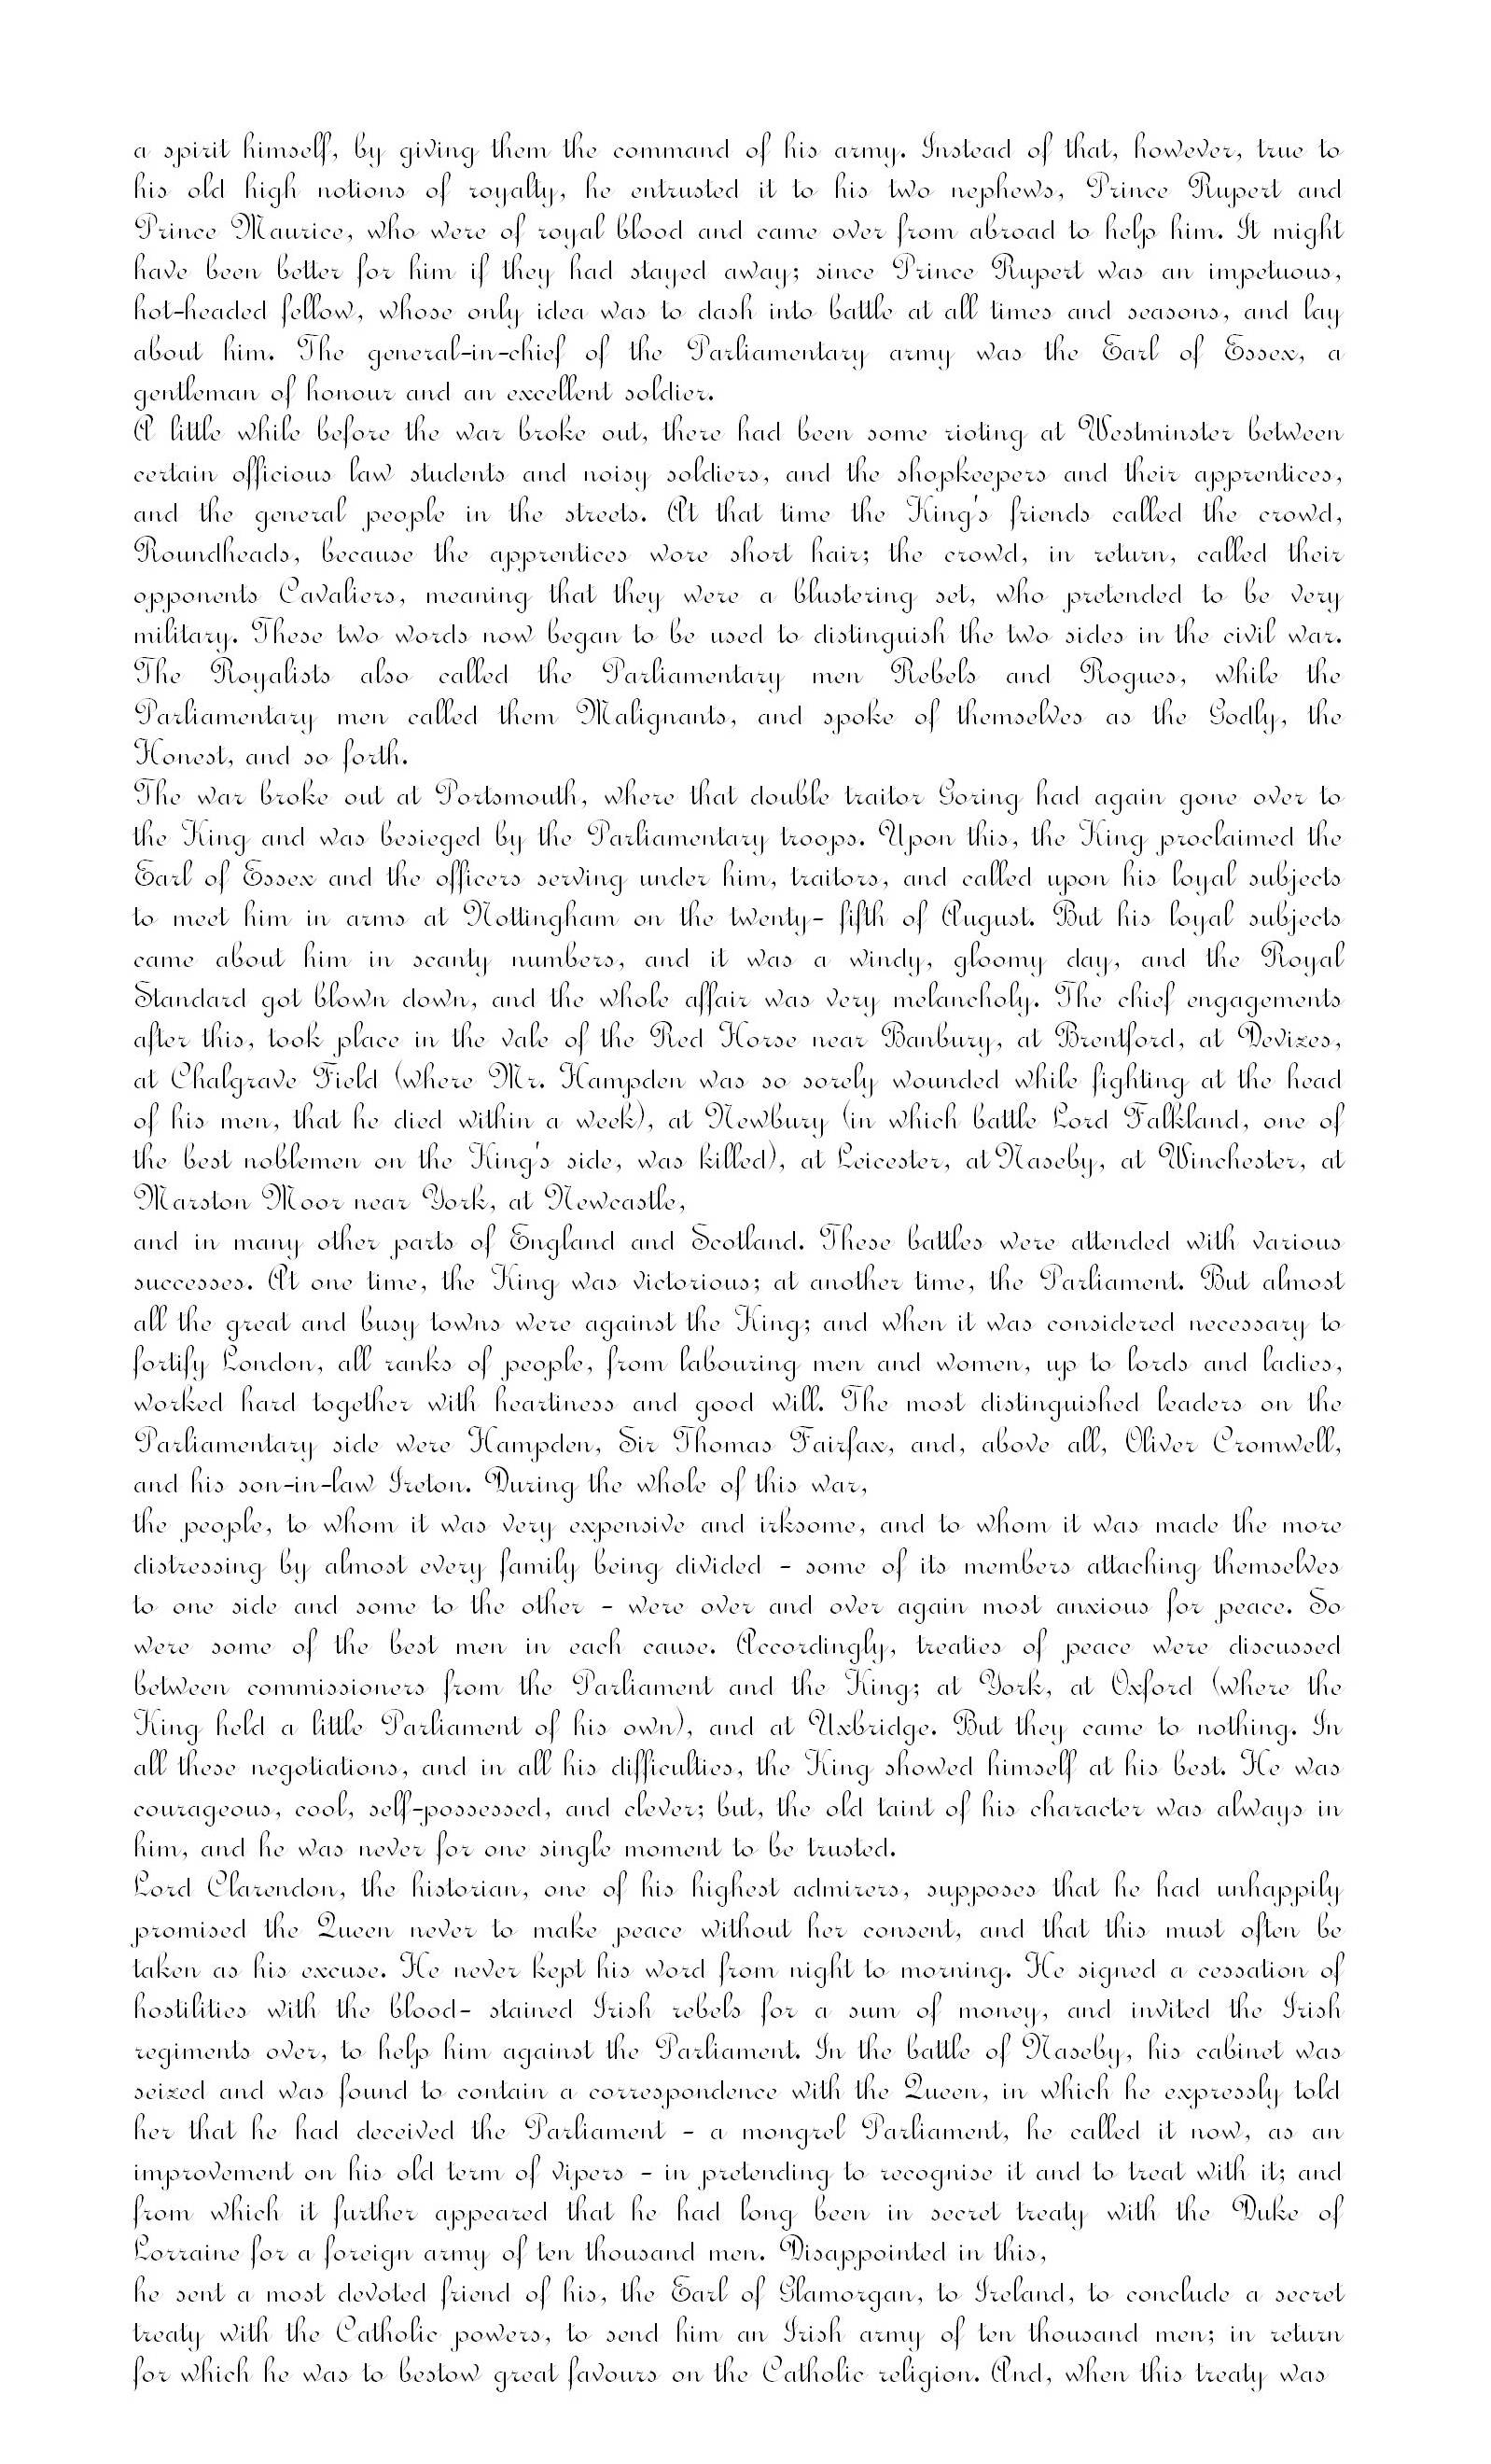 a spirit himself, by giving them the command of his army. Instead of that, however, true to
his old high notions of royalty, he entrusted it to his two nephews, Prince Rupert and
Prince Maurice, who were of royal blood and came over from abroad to help him. It might
have been better for him if they had stayed away; since Prince Rupert was an impetuous,
hot-headed fellow, whose only idea was to dash into battle at all times and seasons, and lay
about him. The general-in-chief of the Parliamentary army was the Earl of Essex, a
gentleman of honour and an excellent soldier.
A little while before the war broke out, there had been some rioting at Westminster between
certain officious law students and noisy soldiers, and the shopkeepers and their apprentices,
and the general people in the streets. At that time the King's friends called the crowd,
Roundheads, because the apprentices wore short hair; the crowd, in return, called their
opponents Cavaliers, meaning that they were a blustering set, who pretended to be very
military. These two words now began to be used to distinguish the two sides in the civil war.
The Royalists also called the Parliamentary men Rebels and Rogues, while the
Parliamentary men called them Malignants, and spoke of themselves as the Godly, the
Honest, and so forth.
The war broke out at Portsmouth, where that double traitor Goring had again gone over to
the King and was besieged by the Parliamentary troops. Upon this, the King proclaimed the
Earl of Essex and the officers serving under him, traitors, and called upon his loyal subjects
to meet him in arms at Nottingham on the twenty- fifth of August. But his loyal subjects
came about him in scanty numbers, and it was a windy, gloomy day, and the Royal
Standard got blown down, and the whole affair was very melancholy. The chief engagements
after this, took place in the vale of the Red Horse near Banbury, at Brentford, at Devizes,
at Chalgrave Field (where Mr. Hampden was so sorely wounded while fighting at the head
of his men, that he died within a week), at Newbury (in which battle Lord Falkland, one of
the best noblemen on the King's side, was killed), at Leicester, at Naseby, at Winchester, at
Marston Moor near York, at Newcastle,
and in many other parts of England and Scotland. These battles were attended with various
successes. At one time, the King was victorious; at another time, the Parliament. But almost
all the great and busy towns were against the King; and when it was considered necessary to
fortify London, all ranks of people, from labouring men and women, up to lords and ladies,
worked hard together with heartiness and good will. The most distinguished leaders on the
Parliamentary side were Hampden, Sir Thomas Fairfax, and, above all, Oliver Cromwell,
and his son-in-law Ireton. During the whole of this war,
the people, to whom it was very expensive and irksome, and to whom it was made the more
distressing by almost every family being divided - some of its members attaching themselves
to one side and some to the other - were over and over again most anxious for peace. So
were some of the best men in each cause. Accordingly, treaties of peace were discussed
between commissioners from the Parliament and the King; at York, at Oxford (where the
King held a little Parliament of his own), and at Uxbridge. But they came to nothing. In
all these negotiations, and in all his difficulties, the King showed himself at his best. He was
courageous, cool, self-possessed, and clever; but, the old taint of his character was always in
him, and he was never for one single moment to be trusted.
Lord Clarendon, the historian, one of his highest admirers, supposes that he had unhappily
promised the Queen never to make peace without her consent, and that this must often be
taken as his excuse. He never kept his word from night to morning. He signed a cessation of
hostilities with the blood- stained Irish rebels for a sum of money, and invited the Irish
regiments over, to help him against the Parliament. In the battle of Naseby, his cabinet was
seized and was found to contain a correspondence with the Queen, in which he expressly told
her that he had deceived the Parliament - a mongrel Parliament, he called it now, as an
improvement on his old term of vipers - in pretending to recognise it and to treat with it; and
from which it further appeared that he had long been in secret treaty with the Duke of
Lorraine for a foreign army of ten thousand men. Disappointed in this,
he sent a most devoted friend of his, the Earl of Glamorgan, to Ireland, to conclude a secret
treaty with the Catholic powers, to send him an Irish army of ten thousand men; in return
for which he was to bestow great favours on the Catholic religion. And, when this treaty was